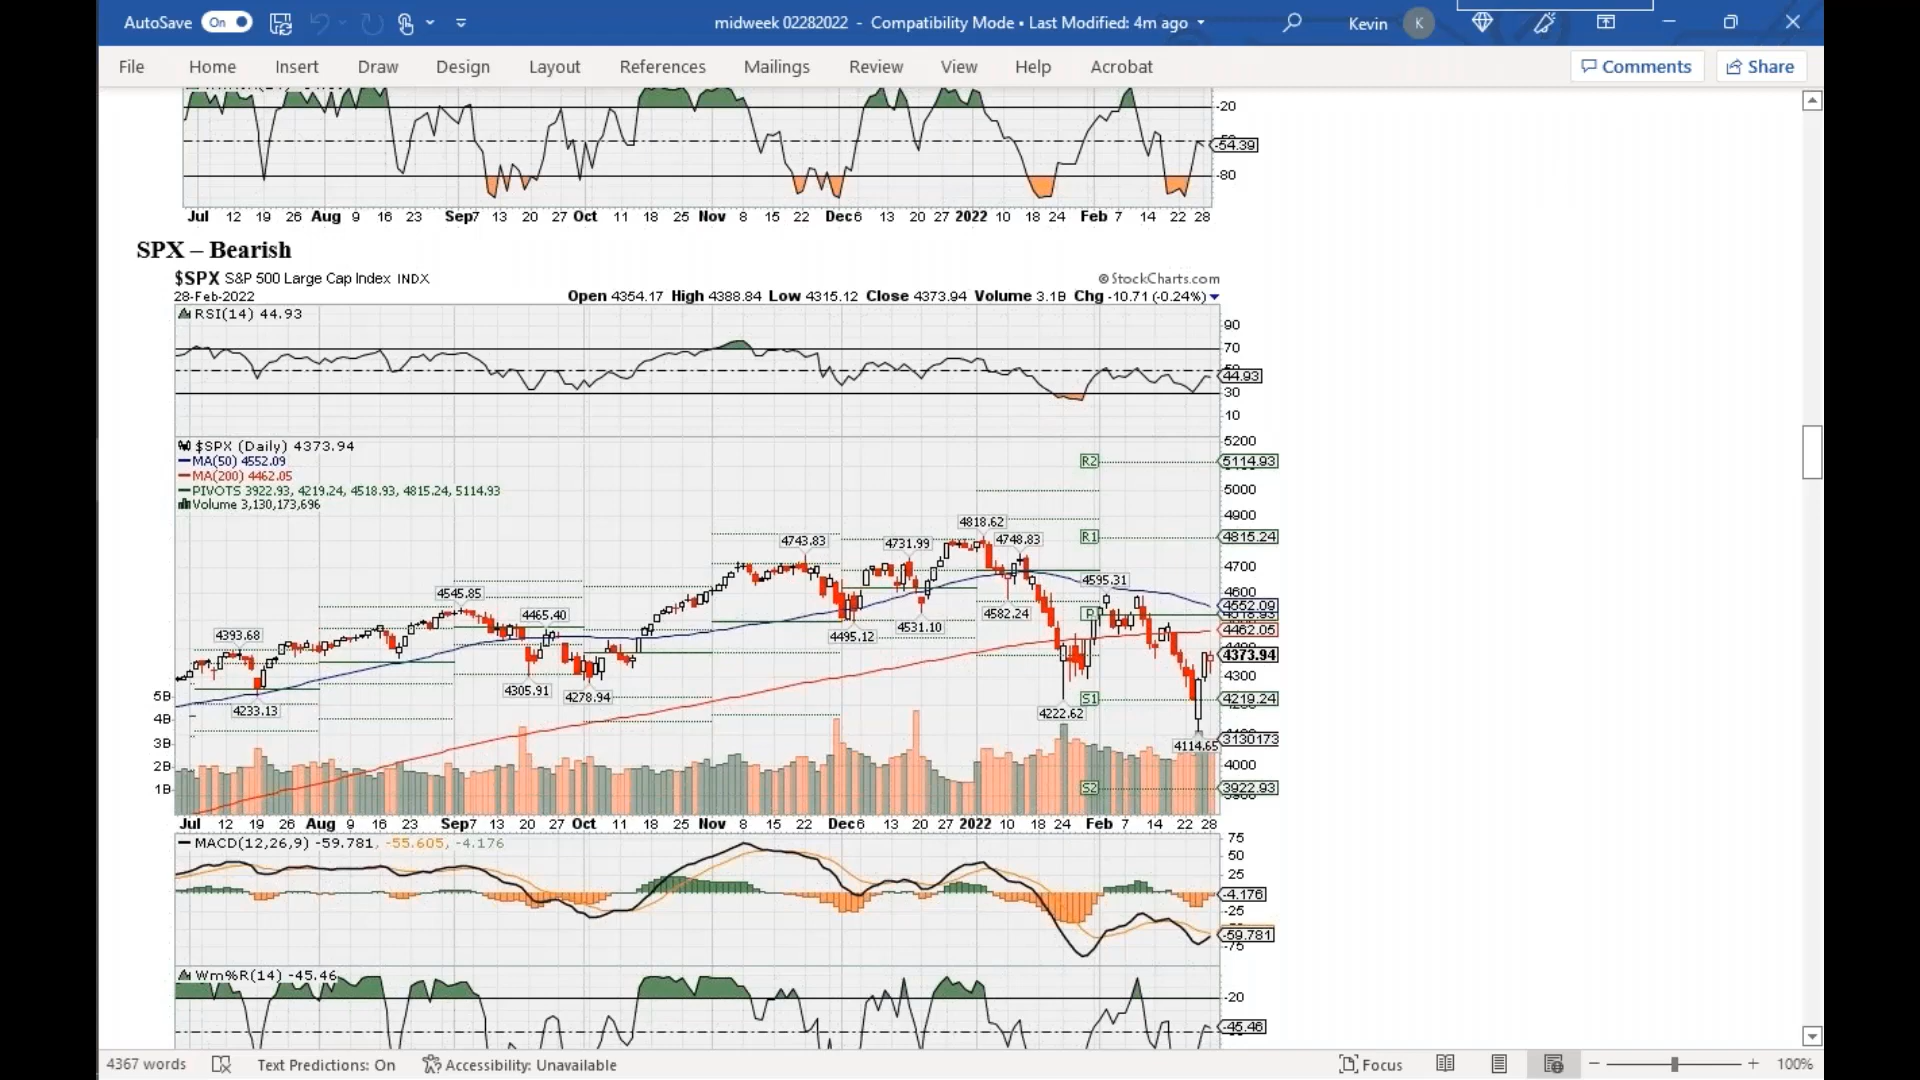 AutoSave On midweek 02282022 - Compatibility Mode • Last Modified: 4m ago Kevin K
File Home Insert Draw Design Layout References Mailings Review View Help Acrobat Comments Share
-20
-54.39
-80
Jul 12 19 26 Aug 9 16 23 Sep7 13 20 27 Oct 11 18 25 Nov 8 15 22 Dec6 13 20 27 2022 10 18 24 Feb 7 14 22 28
SPX – Bearish
$SPX S&P 500 Large Cap Index INDX
© StockCharts.com
28-Feb-2022
Open 4354.17 High 4388.84 Low 4315.12 Close 4373.94 Volume 3.1B Chg -10.71 (-0.24%)
RSI(14) 44.93
90
70
44.93
30
10
$SPX (Daily) 4373.94
MA(50) 4552.09
MA(200) 4462.05
PIVOTS 3922.93, 4219.24, 4518.93, 4815.24, 5114.93
Volume 3,130,173,696
5200
R2 5114.93
5000
4900
4818.62
R1 4815.24
4743.83 4731.99 4748.83
4700
4595.31
4600
4545.85
4552.09
4465.40 4582.24 P
4531.10
4462.05
4393.68 4495.12
4373.94
4300
4305.91 4278.94
5B
S1 4219.24
4233.13 4222.62
4B
3B
4114.65 3130173
2B
4000
1B
S2 3922.93
Jul 12 19 26 Aug 9 16 23 Sep7 13 20 27 Oct 11 18 25 Nov 8 15 22 Dec6 13 20 27 2022 10 18 24 Feb 7 14 22 28
MACD(12,26,9) -59.781, -55.605, -4.176
75
50
25
-4.176
-25
-59.781
-75
Wm%R(14) -45.46
-20
-45.46
4367 words Text Predictions: On Accessibility: Unavailable Focus 100%